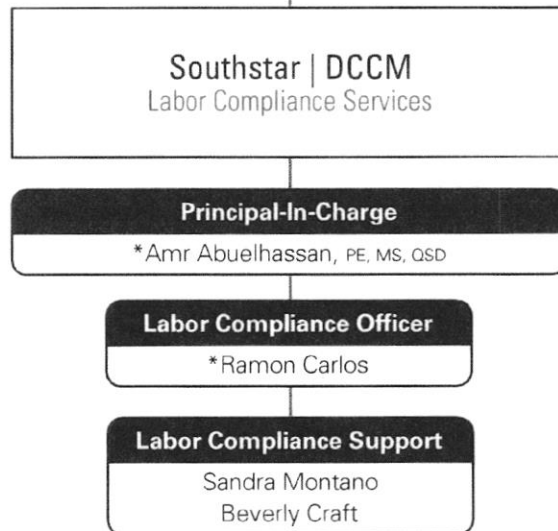 Southstar | DCCM
Labor Compliance Services
Principal-In-Charge
*Amr Abuelhassan, PE, MS, QSD
Labor Compliance Officer
*Ramon Carlos
Labor Compliance Support
Sandra Montano
Beverly Craft